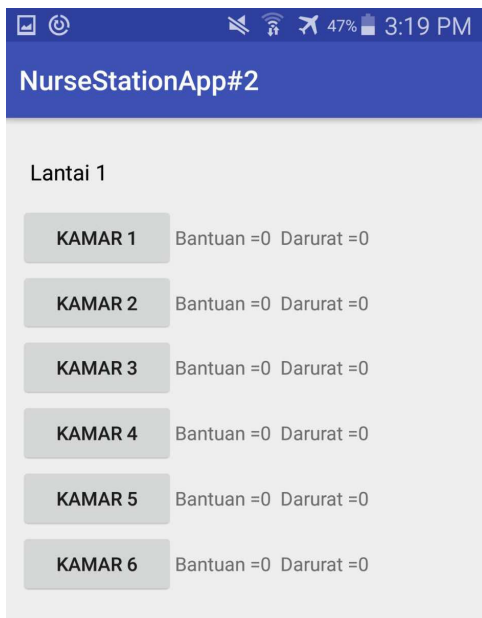 47% 3:19 PM
NurseStationApp#2
Lantai 1
KAMAR 1 Bantuan =0 Darurat =0
KAMAR 2 Bantuan =0 Darurat =0
KAMAR 3 Bantuan =0 Darurat =0
KAMAR 4 Bantuan =0 Darurat =0
KAMAR 5 Bantuan =0 Darurat =0
KAMAR 6 Bantuan =0 Darurat =0